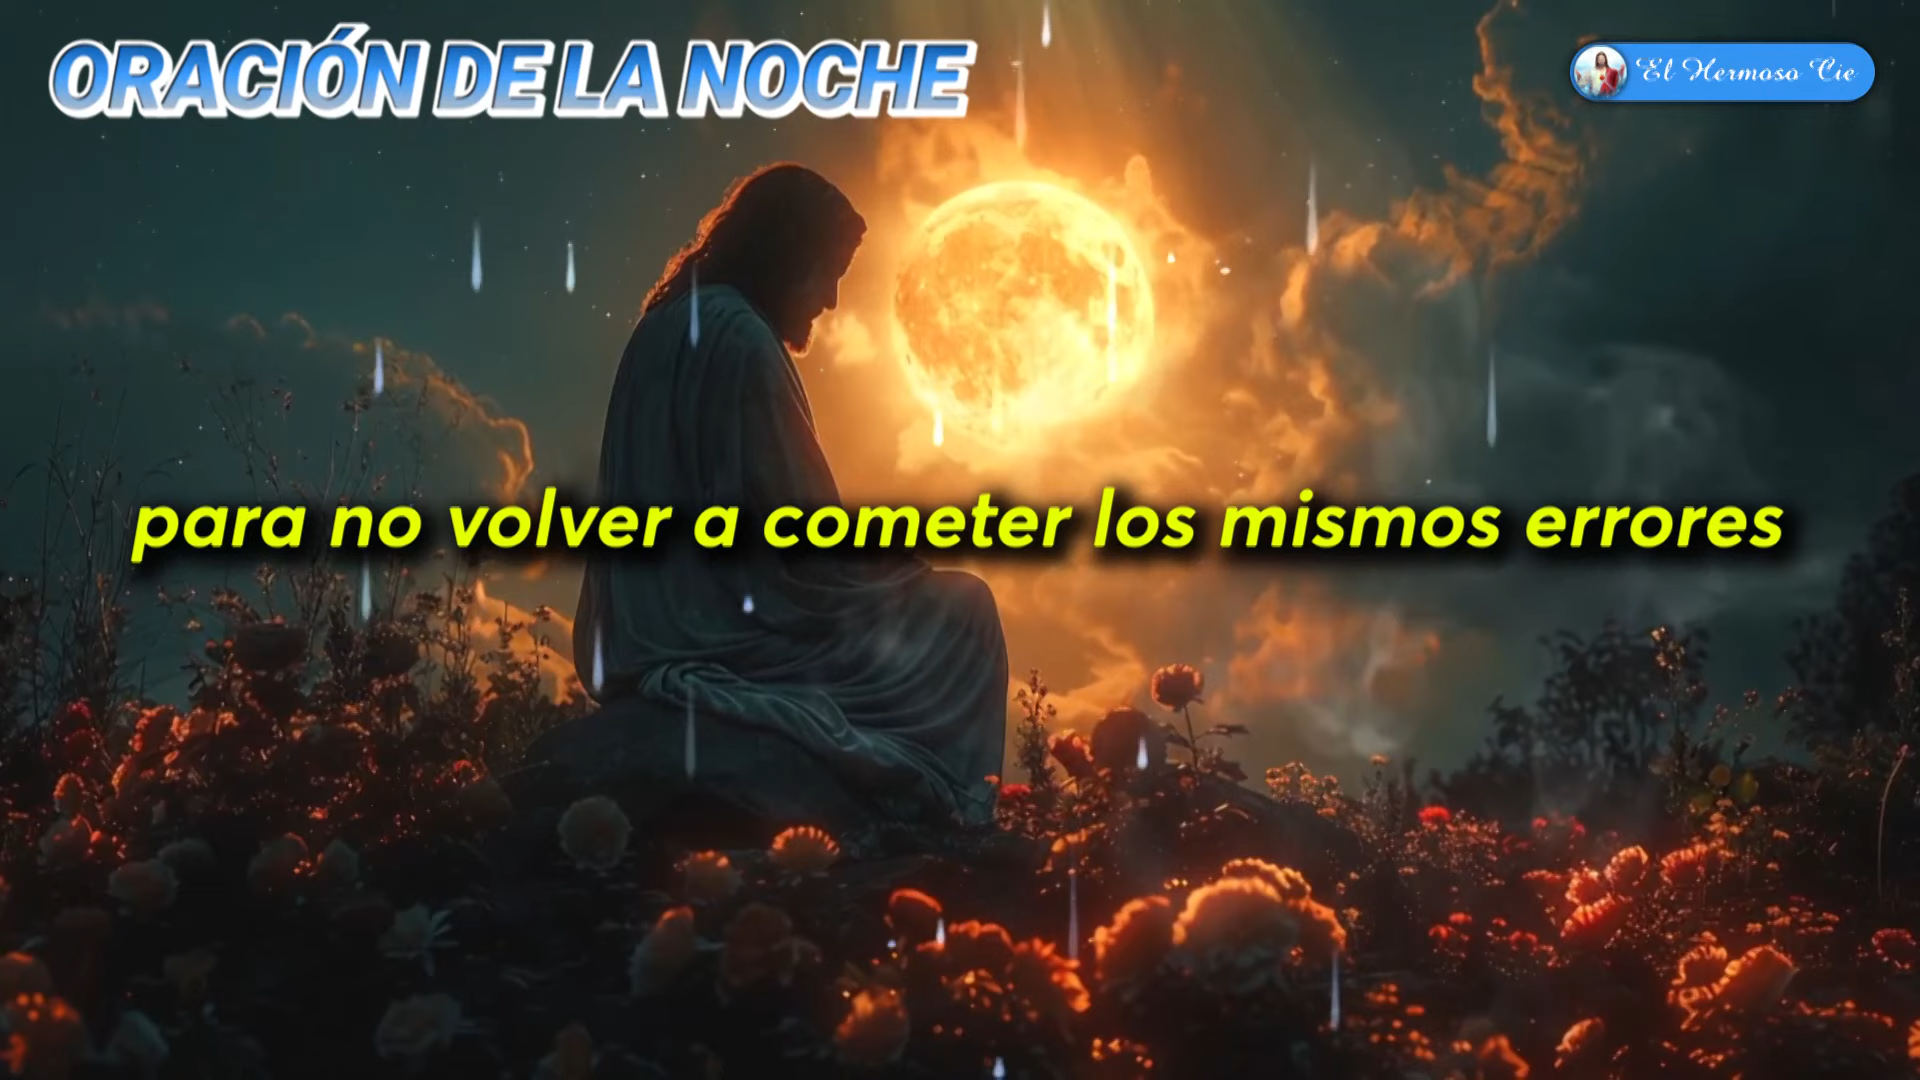 ORACIÓN DE LA NOCHE
El Hermoso Cie
para no volver a cometer los mismos errores